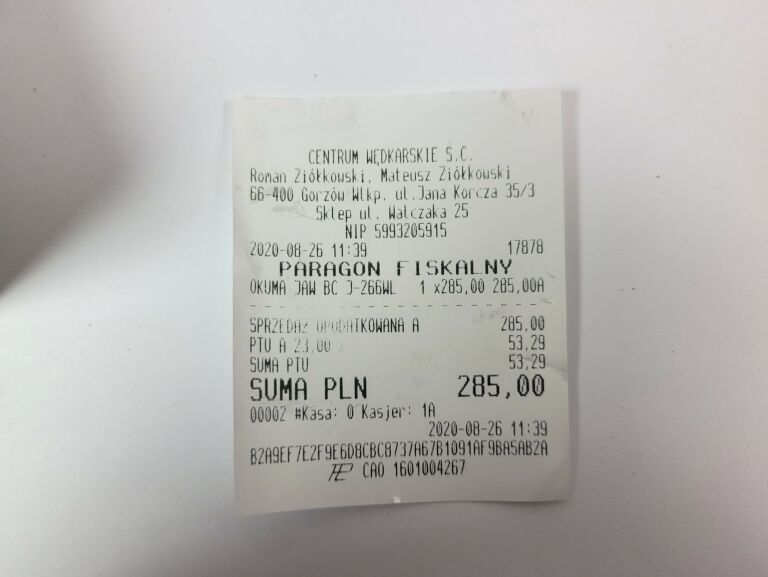 CENTRUM WĘDKARSKIE S.C.
Roman Ziółkowski, Mateusz Ziółkowski
66-400 Gorzów Wlkp. ul.Jana Korcza 35/3
Sklep ul. Walczaka 25
NIP 5993205915
2020-08-26 11:39 17878
PARAGON FISKALNY
OKUMA JAW BC J-266WL 1 x285,00 285,00A
SPRZEDAŻ OPODATKOWANA A 285,00
PTU A 23,00 53,29
SUMA PTU 53,29
SUMA PLN 285,00
00002 #Kasa: 0 Kasjer: 1A
2020-08-26 11:39
B2A9EF7E2F9E6D8CBC8737A67B1091AF9BA5AB2A
CAO 1601004267